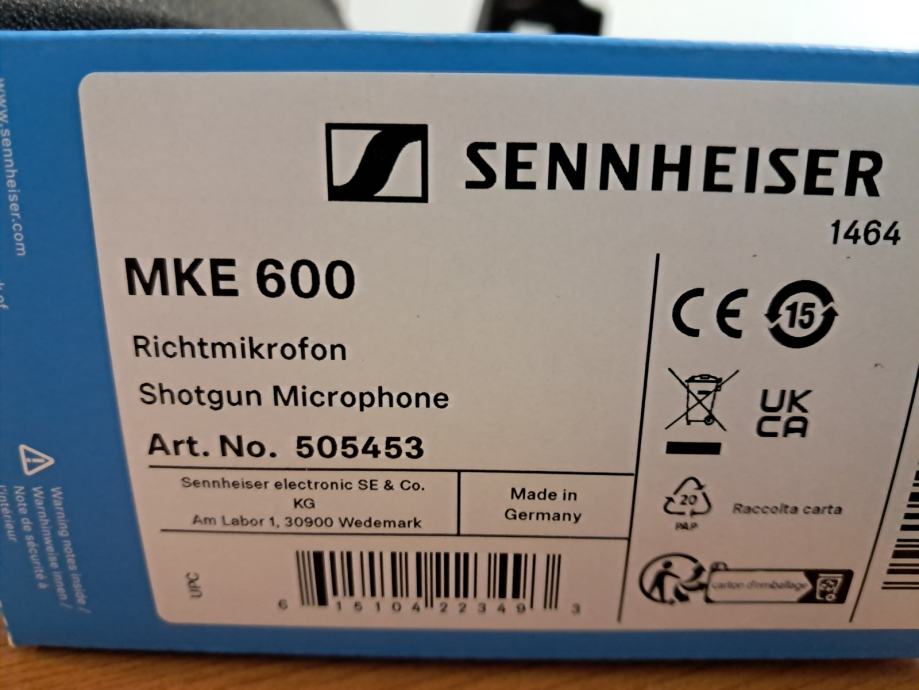 www.sennheiser.com
SENNHEISER
1464
MKE 600
Richtmikrofon
Shotgun Microphone
Art. No. 505453
Sennheiser electronic SE & Co.
KG
Am Labor 1, 30900 Wedemark
Made in
Germany
UPC
6 15104 22349 3
CE
15
UK
CA
20
PAP
Raccolta carta
carton d'emballage
Warning notes inside /
Warnhinweise innen /
Note de sécurité à
l'intérieur